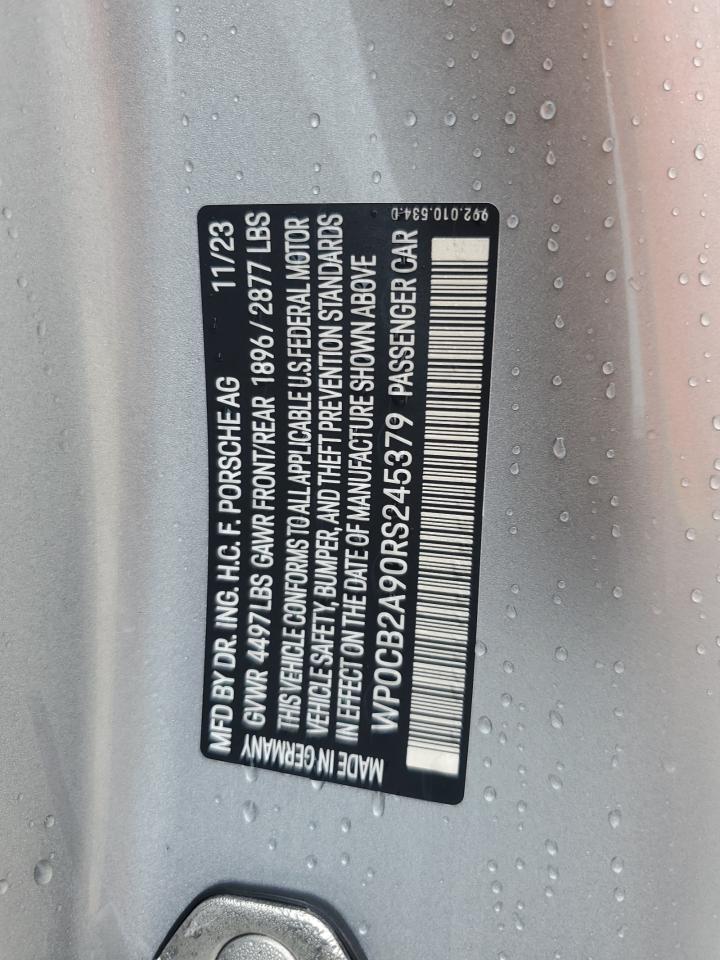 MFD BY DR. ING. H.C. F. PORSCHE AG 11/23
GVWR 4497LBS GAWR FRONT/REAR 1896/2877 LBS
THIS VEHICLE CONFORMS TO ALL APPLICABLE U.S. FEDERAL MOTOR
VEHICLE SAFETY, BUMPER, AND THEFT PREVENTION STANDARDS
IN EFFECT ON THE DATE OF MANUFACTURE SHOWN ABOVE
WP0CB2A90RS245379 PASSENGER CAR
MADE IN GERMANY
992.010.534.D